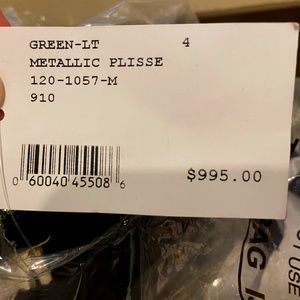 GREEN-LT 4
METALLIC PLISSE
120-1057-M
910
0 60040 45508 6
$995.00